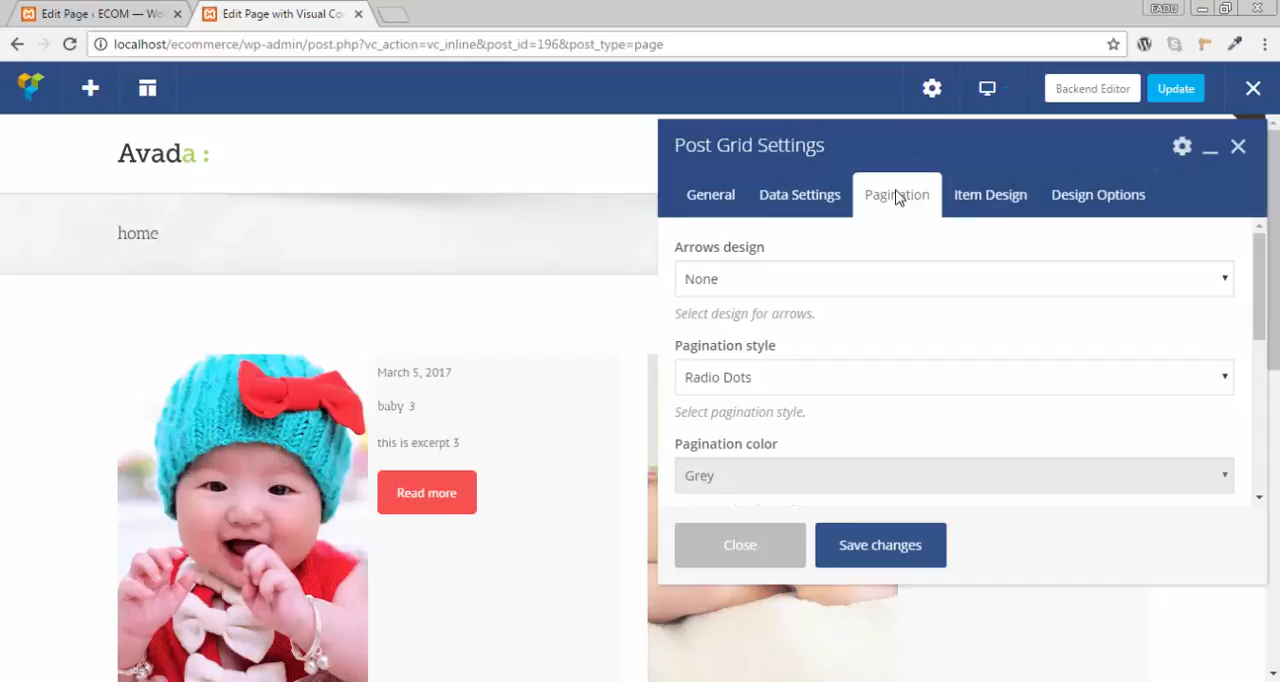 Edit Page ‹ ECOM — Wo
Edit Page with Visual Co
FADU
localhost/ecommerce/wp-admin/post.php?vc_action=vc_inline&post_id=196&post_type=page
Backend Editor
Update
Avada :
home
Post Grid Settings
General
Data Settings
Pagination
Item Design
Design Options
Arrows design
None
Select design for arrows.
Pagination style
Radio Dots
Select pagination style.
Pagination color
Grey
Close
Save changes
March 5, 2017
baby 3
this is excerpt 3
Read more